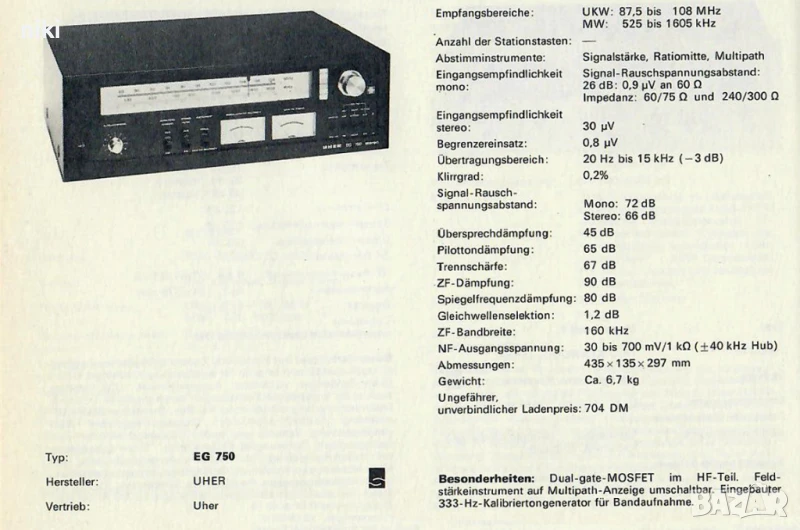 Empfangsbereiche: UKW: 87,5 bis 108 MHz
MW: 525 bis 1605 kHz
Anzahl der Stationstasten: —
Abstimminstrumente: Signalstärke, Ratiomitte, Multipath
Eingangsempfindlichkeit Signal-Rauschspannungsabstand:
mono: 26 dB: 0,9 µV an 60 Ω
Impedanz: 60/75 Ω und 240/300 Ω
Eingangsempfindlichkeit
stereo: 30 µV
Begrenzereinsatz: 0,8 µV
Übertragungsbereich: 20 Hz bis 15 kHz (−3 dB)
Klirrgrad: 0,2%
Signal-Rausch-
spannungsabstand: Mono: 72 dB
Stereo: 66 dB
Übersprechdämpfung: 45 dB
Pilottondämpfung: 65 dB
Trennschärfe: 67 dB
ZF-Dämpfung: 90 dB
Spiegelfrequenzdämpfung: 80 dB
Gleichwellenselektion: 1,2 dB
ZF-Bandbreite: 160 kHz
NF-Ausgangsspannung: 30 bis 700 mV/1 kΩ (±40 kHz Hub)
Abmessungen: 435×135×297 mm
Gewicht: Ca. 6,7 kg
Ungefährer,
unverbindlicher Ladenpreis: 704 DM
Typ: EG 750
Hersteller: UHER
Vertrieb: Uher
Besonderheiten: Dual-gate-MOSFET im HF-Teil. Feld-
stärkeinstrument auf Multipath-Anzeige umschaltbar. Eingebauter
333-Hz-Kalibriertongenerator für Bandaufnahme.
BAZAR